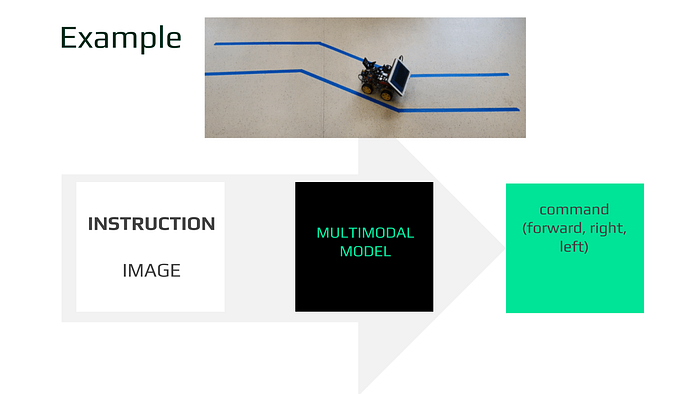 Example
INSTRUCTION
IMAGE
MULTIMODAL
MODEL
command
(forward, right,
left)